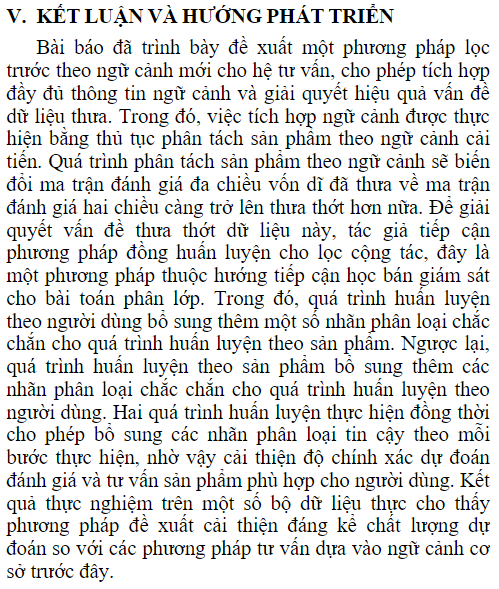 V. KẾT LUẬN VÀ HƯỚNG PHÁT TRIỂN
Bài báo đã trình bày đề xuất một phương pháp lọc
trước theo ngữ cảnh mới cho hệ tư vấn, cho phép tích hợp
đầy đủ thông tin ngữ cảnh và giải quyết hiệu quả vấn đề
dữ liệu thưa. Trong đó, việc tích hợp ngữ cảnh được thực
hiện bằng thủ tục phân tách sản phẩm theo ngữ cảnh cải
tiến. Quá trình phân tách sản phẩm theo ngữ cảnh sẽ biến
đổi ma trận đánh giá đa chiều vốn dĩ đã thưa về ma trận
đánh giá hai chiều càng trở lên thưa thớt hơn nữa. Để giải
quyết vấn đề thưa thớt dữ liệu này, tác giả tiếp cận
phương pháp đồng huấn luyện cho lọc cộng tác, đây là
một phương pháp thuộc hướng tiếp cận học bán giám sát
cho bài toán phân lớp. Trong đó, quá trình huấn luyện
theo người dùng bổ sung thêm một số nhãn phân loại chắc
chắn cho quá trình huấn luyện theo sản phẩm. Ngược lại,
quá trình huấn luyện theo sản phẩm bổ sung thêm các
nhãn phân loại chắc chắn cho quá trình huấn luyện theo
người dùng. Hai quá trình huấn luyện thực hiện đồng thời
cho phép bổ sung các nhãn phân loại tin cậy theo mỗi
bước thực hiện, nhờ vậy cải thiện độ chính xác dự đoán
đánh giá và tư vấn sản phẩm phù hợp cho người dùng. Kết
quả thực nghiệm trên một số bộ dữ liệu thực cho thấy
phương pháp đề xuất cải thiện đáng kể chất lượng dự
đoán so với các phương pháp tư vấn dựa vào ngữ cảnh cơ
sở trước đây.